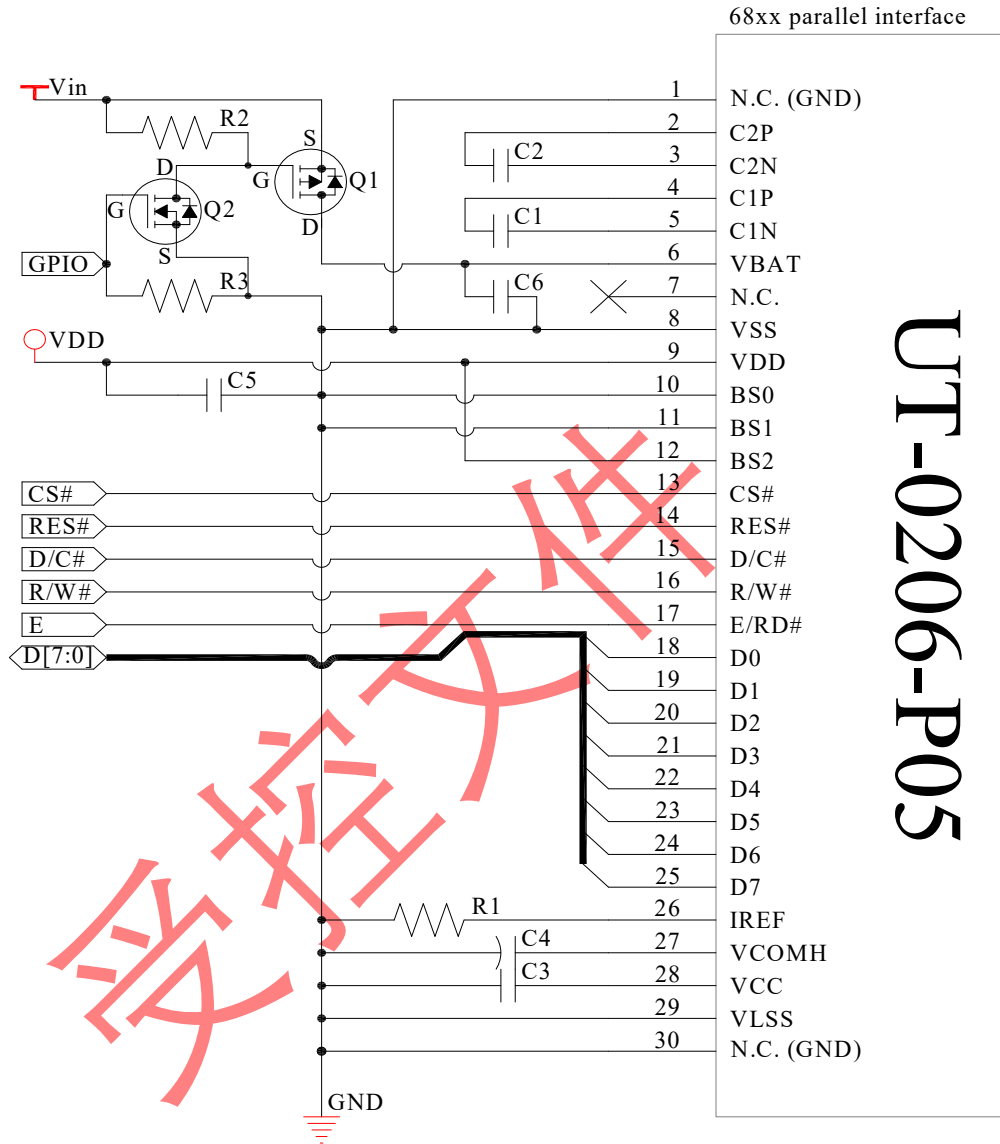 68xx parallel interface
Vin
R2
S
G
Q1
D
D
G
Q2
S
GPIO
R3
VDD
C5
C2
C1
C6
CS#
RES#
D/C#
R/W#
E
D[7:0]
R1
C4
C3
GND
1 N.C. (GND)
2 C2P
3 C2N
4 C1P
5 C1N
6 VBAT
7 N.C.
8 VSS
9 VDD
10 BS0
11 BS1
12 BS2
13 CS#
14 RES#
15 D/C#
16 R/W#
17 E/RD#
18 D0
19 D1
20 D2
21 D3
22 D4
23 D5
24 D6
25 D7
26 IREF
27 VCOMH
28 VCC
29 VLSS
30 N.C. (GND)
UT-0206-P05
受控文件